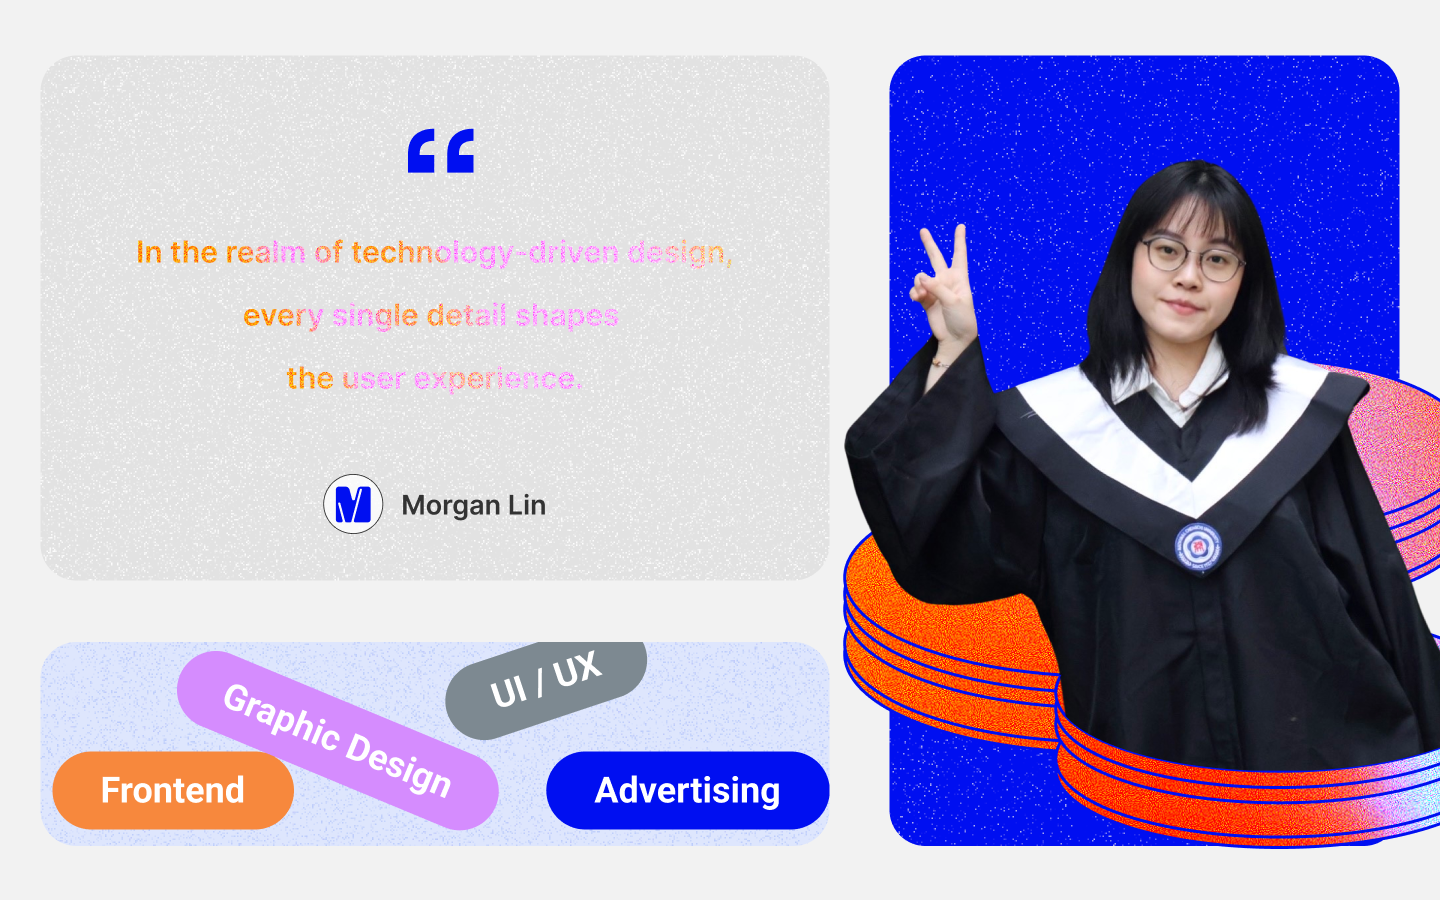 In the realm of technology-driven design,
every single detail shapes
the user experience.
Morgan Lin
UI / UX
Graphic Design
Frontend
Advertising